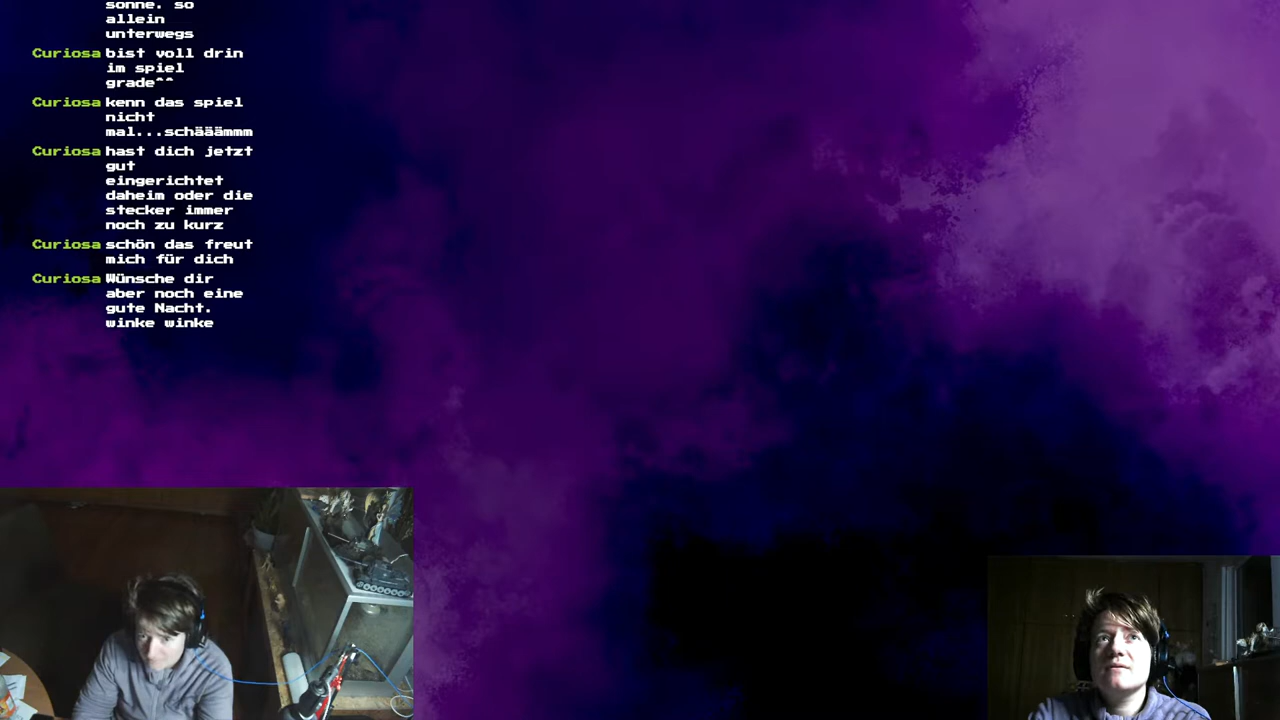 sonne. so
allein
unterwegs
Curiosa bist voll drin
im spiel
grade^^
Curiosa kenn das spiel
nicht
mal...schääämmm
Curiosa hast dich jetzt
gut
eingerichtet
daheim oder die
stecker immer
noch zu kurz
Curiosa schön das freut
mich für dich
Curiosa Wünsche dir
aber noch eine
gute Nacht.
winke winke